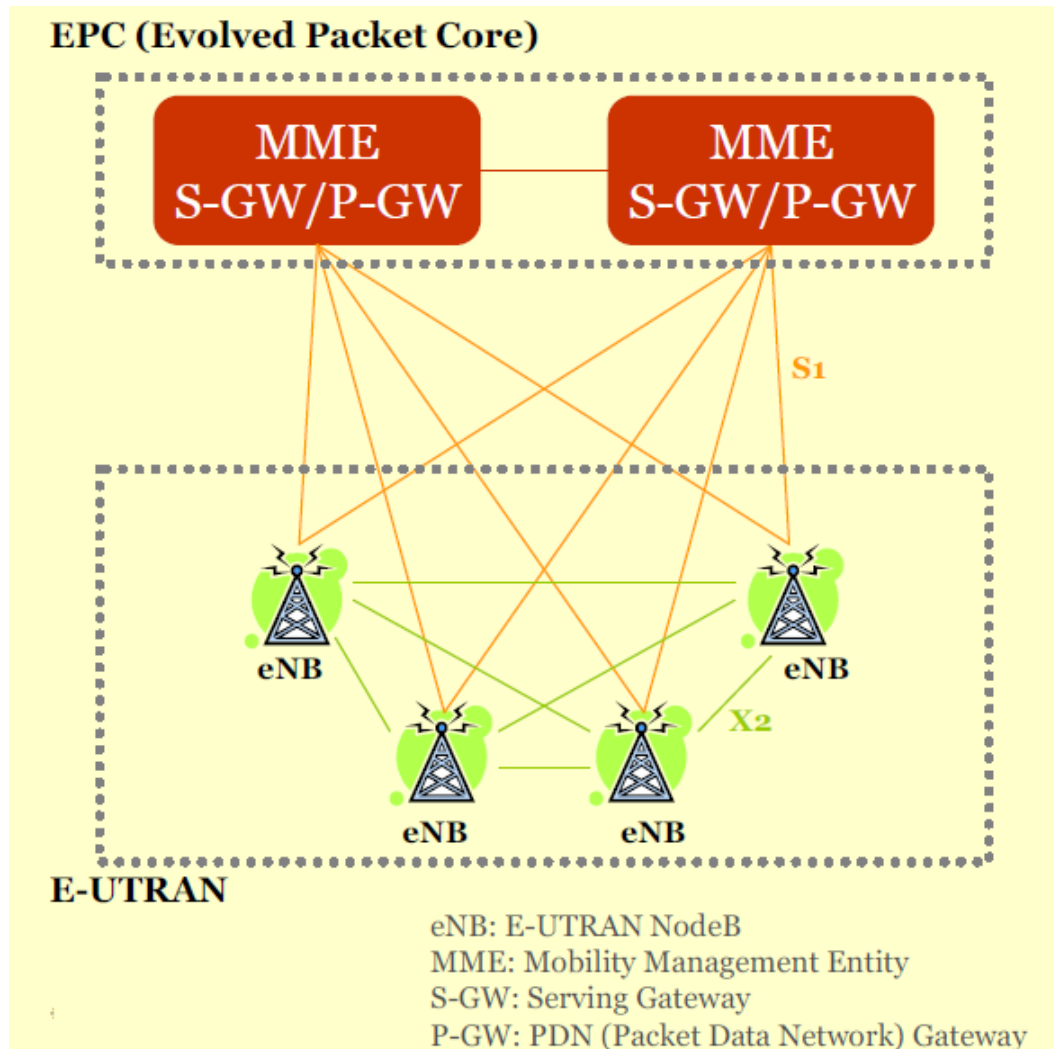 EPC (Evolved Packet Core)
MME
S-GW/P-GW
MME
S-GW/P-GW
S1
eNB
eNB
X2
eNB
eNB
E-UTRAN
eNB: E-UTRAN NodeB
MME: Mobility Management Entity
S-GW: Serving Gateway
P-GW: PDN (Packet Data Network) Gateway